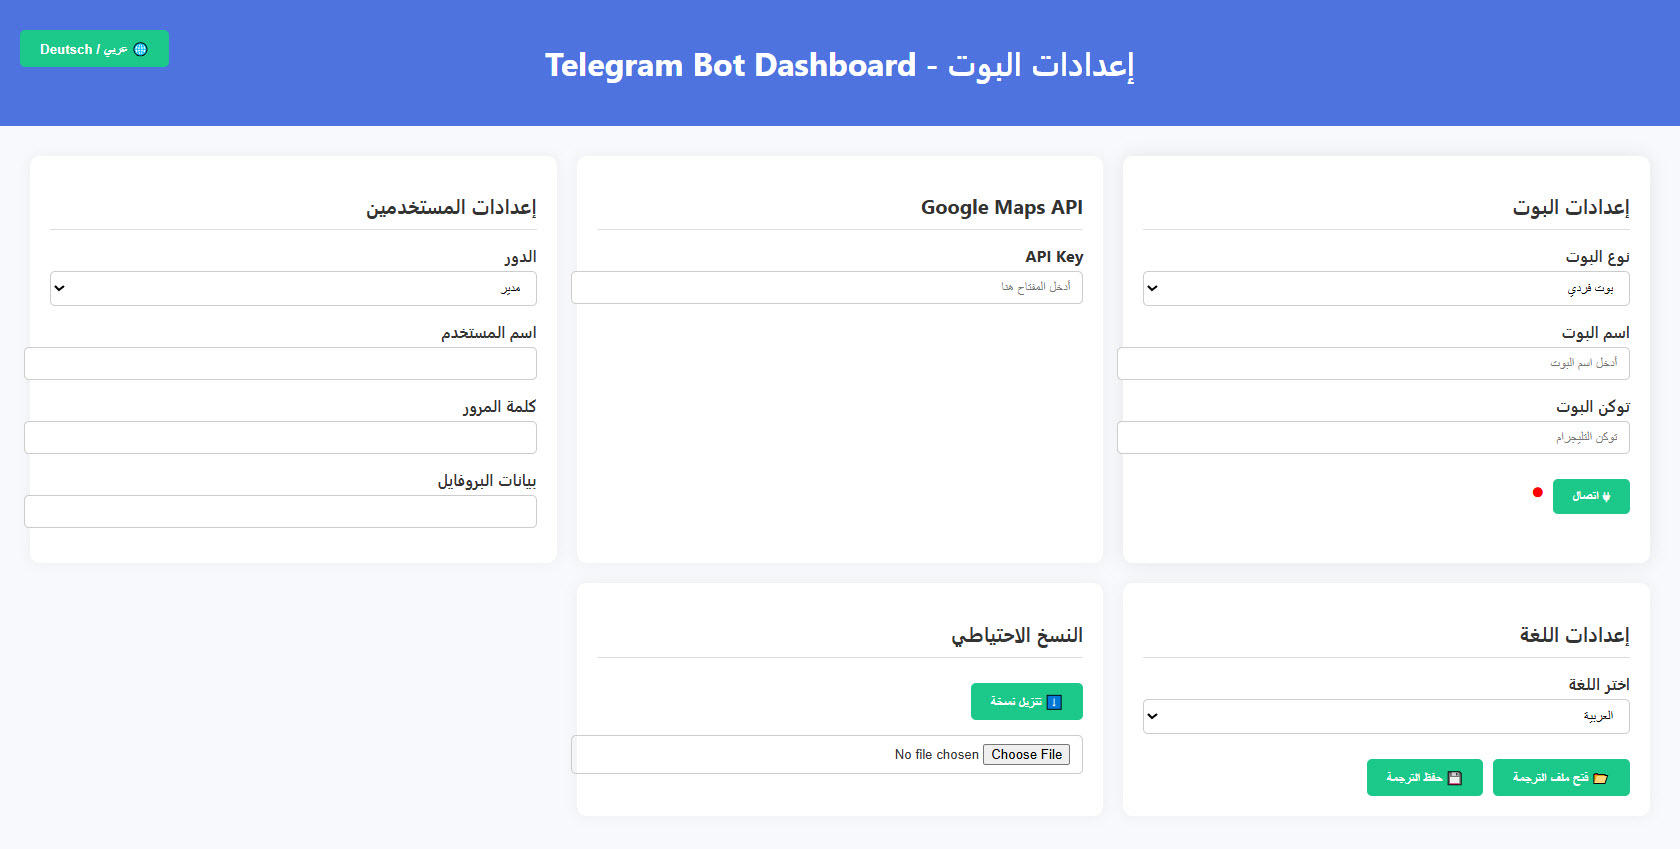 🌐 عربي / Deutsch
إعدادات البوت - Telegram Bot Dashboard
إعدادات البوت
نوع البوت
بوت فردي
اسم البوت
أدخل اسم البوت
توكن البوت
توكن التليجرام
اتصال
Google Maps API
API Key
أدخل المفتاح هنا
إعدادات المستخدمين
الدور
مدير
اسم المستخدم
كلمة المرور
بيانات البروفايل
إعدادات اللغة
اختر اللغة
العربية
📂 فتح ملف الترجمة
💾 حفظ الترجمة
النسخ الاحتياطي
⬇️ تنزيل نسخة
Choose File No file chosen